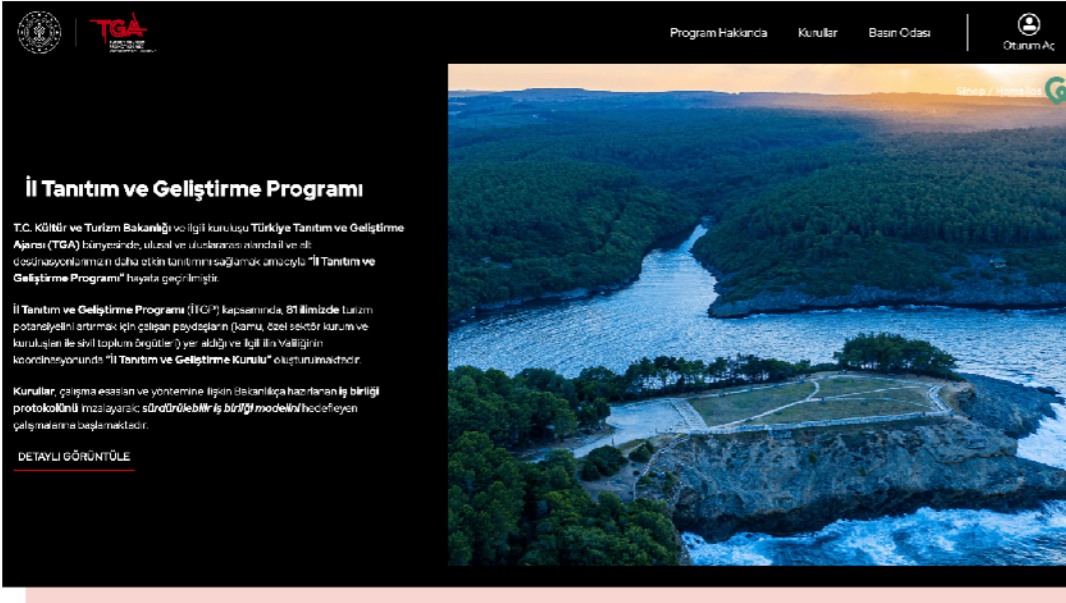 TGA
Program Hakkında
Kurullar
Basın Odası
Oturum Aç
Sinop / Hamsilos
İl Tanıtım ve Geliştirme Programı
T.C. Kültür ve Turizm Bakanlığı ve ilgili kuruluşu Türkiye Tanıtım ve Geliştirme
Ajansı (TGA) bünyesinde, ulusal ve uluslararası alanda il ve alt
destinasyonlarımızın daha etkin tanıtımını sağlamak amacıyla "İl Tanıtım ve
Geliştirme Programı" hayata geçirilmiştir.
İl Tanıtım ve Geliştirme Programı (İTGP) kapsamında, 81 ilimizde turizm
potansiyelini artırmak için çalışan paydaşların (kamu, özel sektör kurum ve
kuruluşları ile sivil toplum örgütleri) yer aldığı ve ilgili ilin Valiliğinin
koordinasyonunda "İl Tanıtım ve Geliştirme Kurulu" oluşturulmaktadır.
Kurullar, çalışma esasları ve yöntemine ilişkin Bakanlıkça hazırlanan iş birliği
protokolünü imzalayarak; sürdürülebilir iş birliği modelini hedefleyen
çalışmalarına başlamaktadır.
DETAYLI GÖRÜNTÜLE